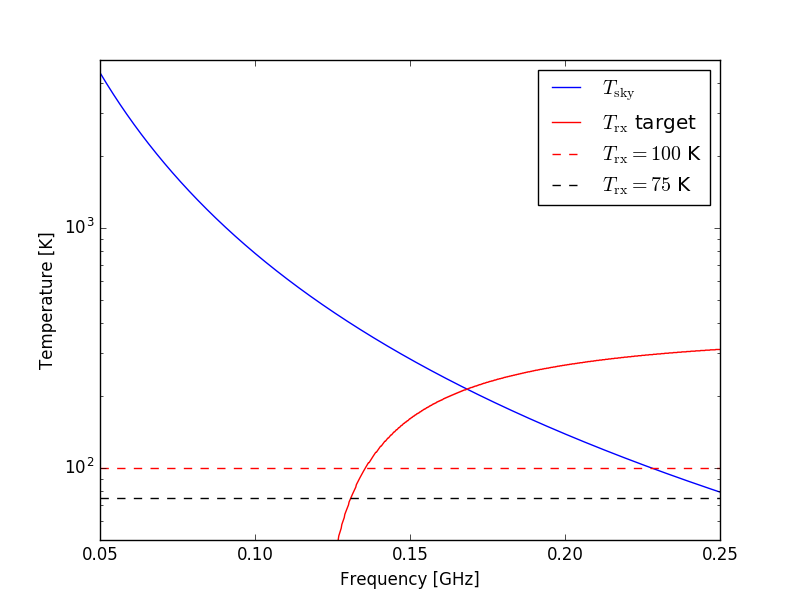 T_sky
T_rx target
T_rx = 100 K
T_rx = 75 K
10^3
10^2
Temperature [K]
0.05 0.10 0.15 0.20 0.25
Frequency [GHz]